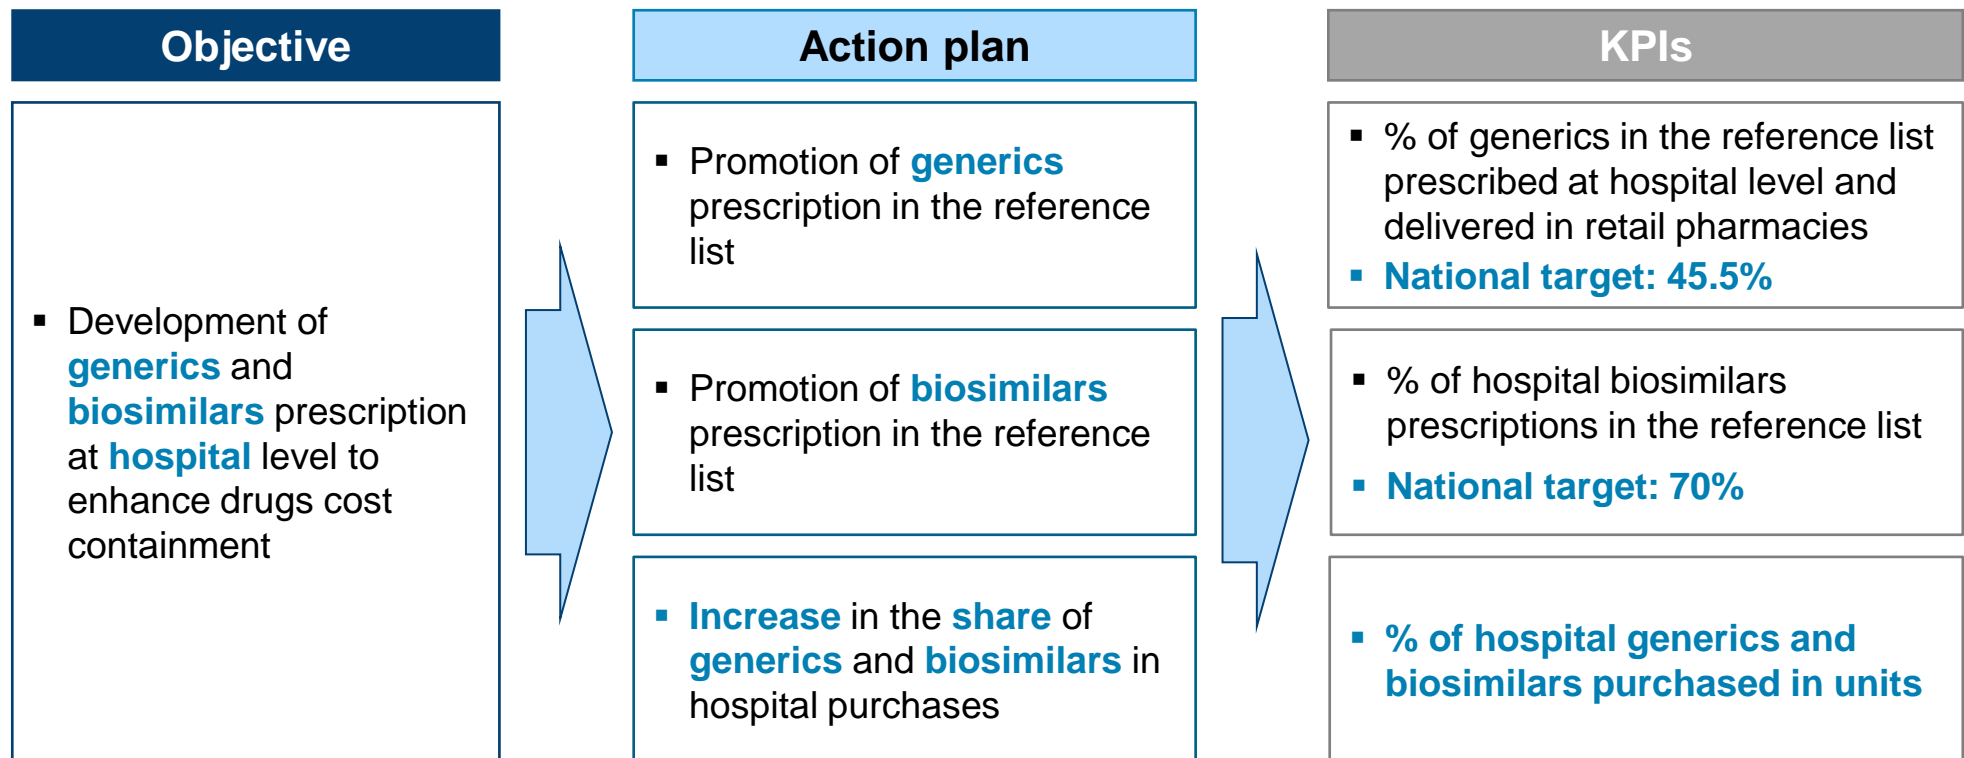 Objective
▪ Development of
generics and
biosimilars prescription
at hospital level to
enhance drugs cost
containment
Action plan
▪ Promotion of generics
prescription in the reference
list
▪ Promotion of biosimilars
prescription in the reference
list
▪ Increase in the share of
generics and biosimilars in
hospital purchases
KPIs
▪ % of generics in the reference list
prescribed at hospital level and
delivered in retail pharmacies
▪ National target: 45.5%
▪ % of hospital biosimilars
prescriptions in the reference list
▪ National target: 70%
▪ % of hospital generics and
biosimilars purchased in units